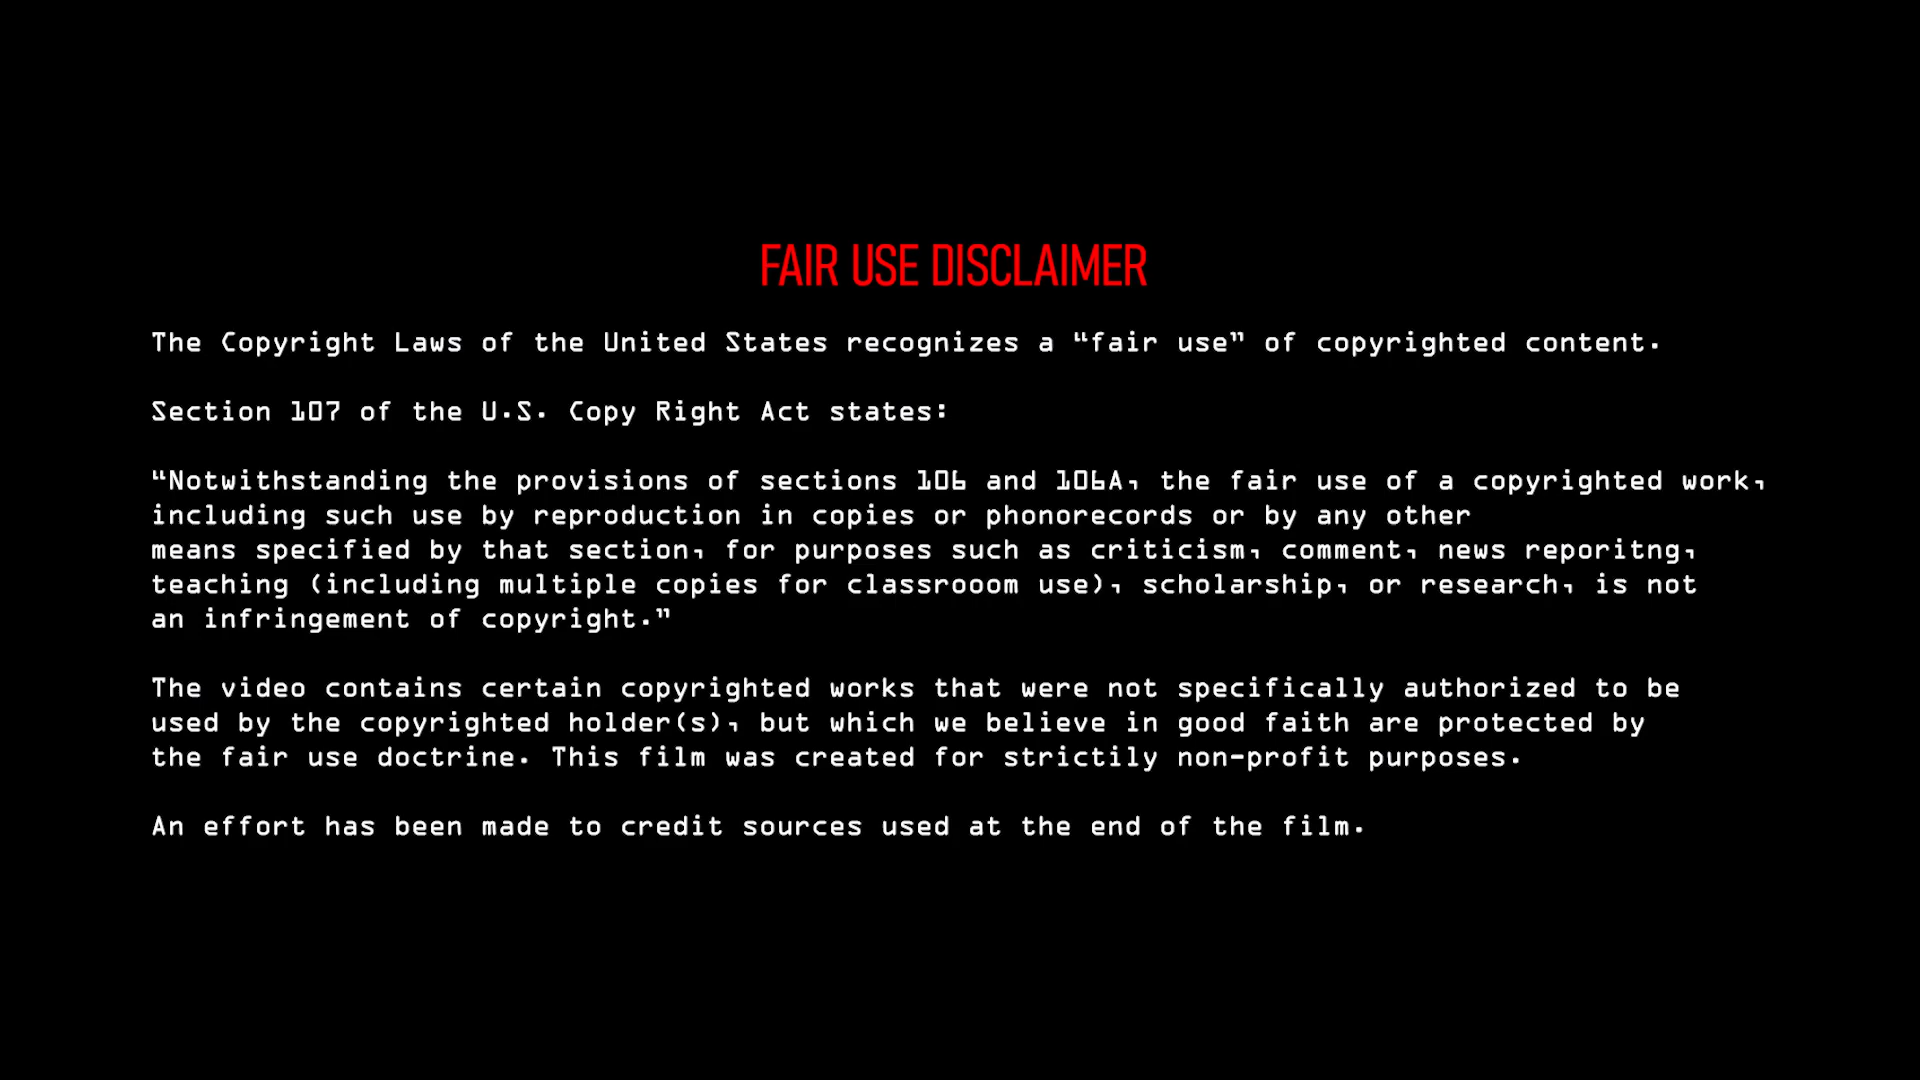 FAIR USE DISCLAIMER
The Copyright Laws of the United States recognizes a “fair use” of copyrighted content.
Section 107 of the U.S. Copy Right Act states:
“Notwithstanding the provisions of sections 106 and 106A, the fair use of a copyrighted work,
including such use by reproduction in copies or phonorecords or by any other
means specified by that section, for purposes such as criticism, comment, news reporitng,
teaching (including multiple copies for classrooom use), scholarship, or research, is not
an infringement of copyright.”
The video contains certain copyrighted works that were not specifically authorized to be
used by the copyrighted holder(s), but which we believe in good faith are protected by
the fair use doctrine. This film was created for strictily non-profit purposes.
An effort has been made to credit sources used at the end of the film.